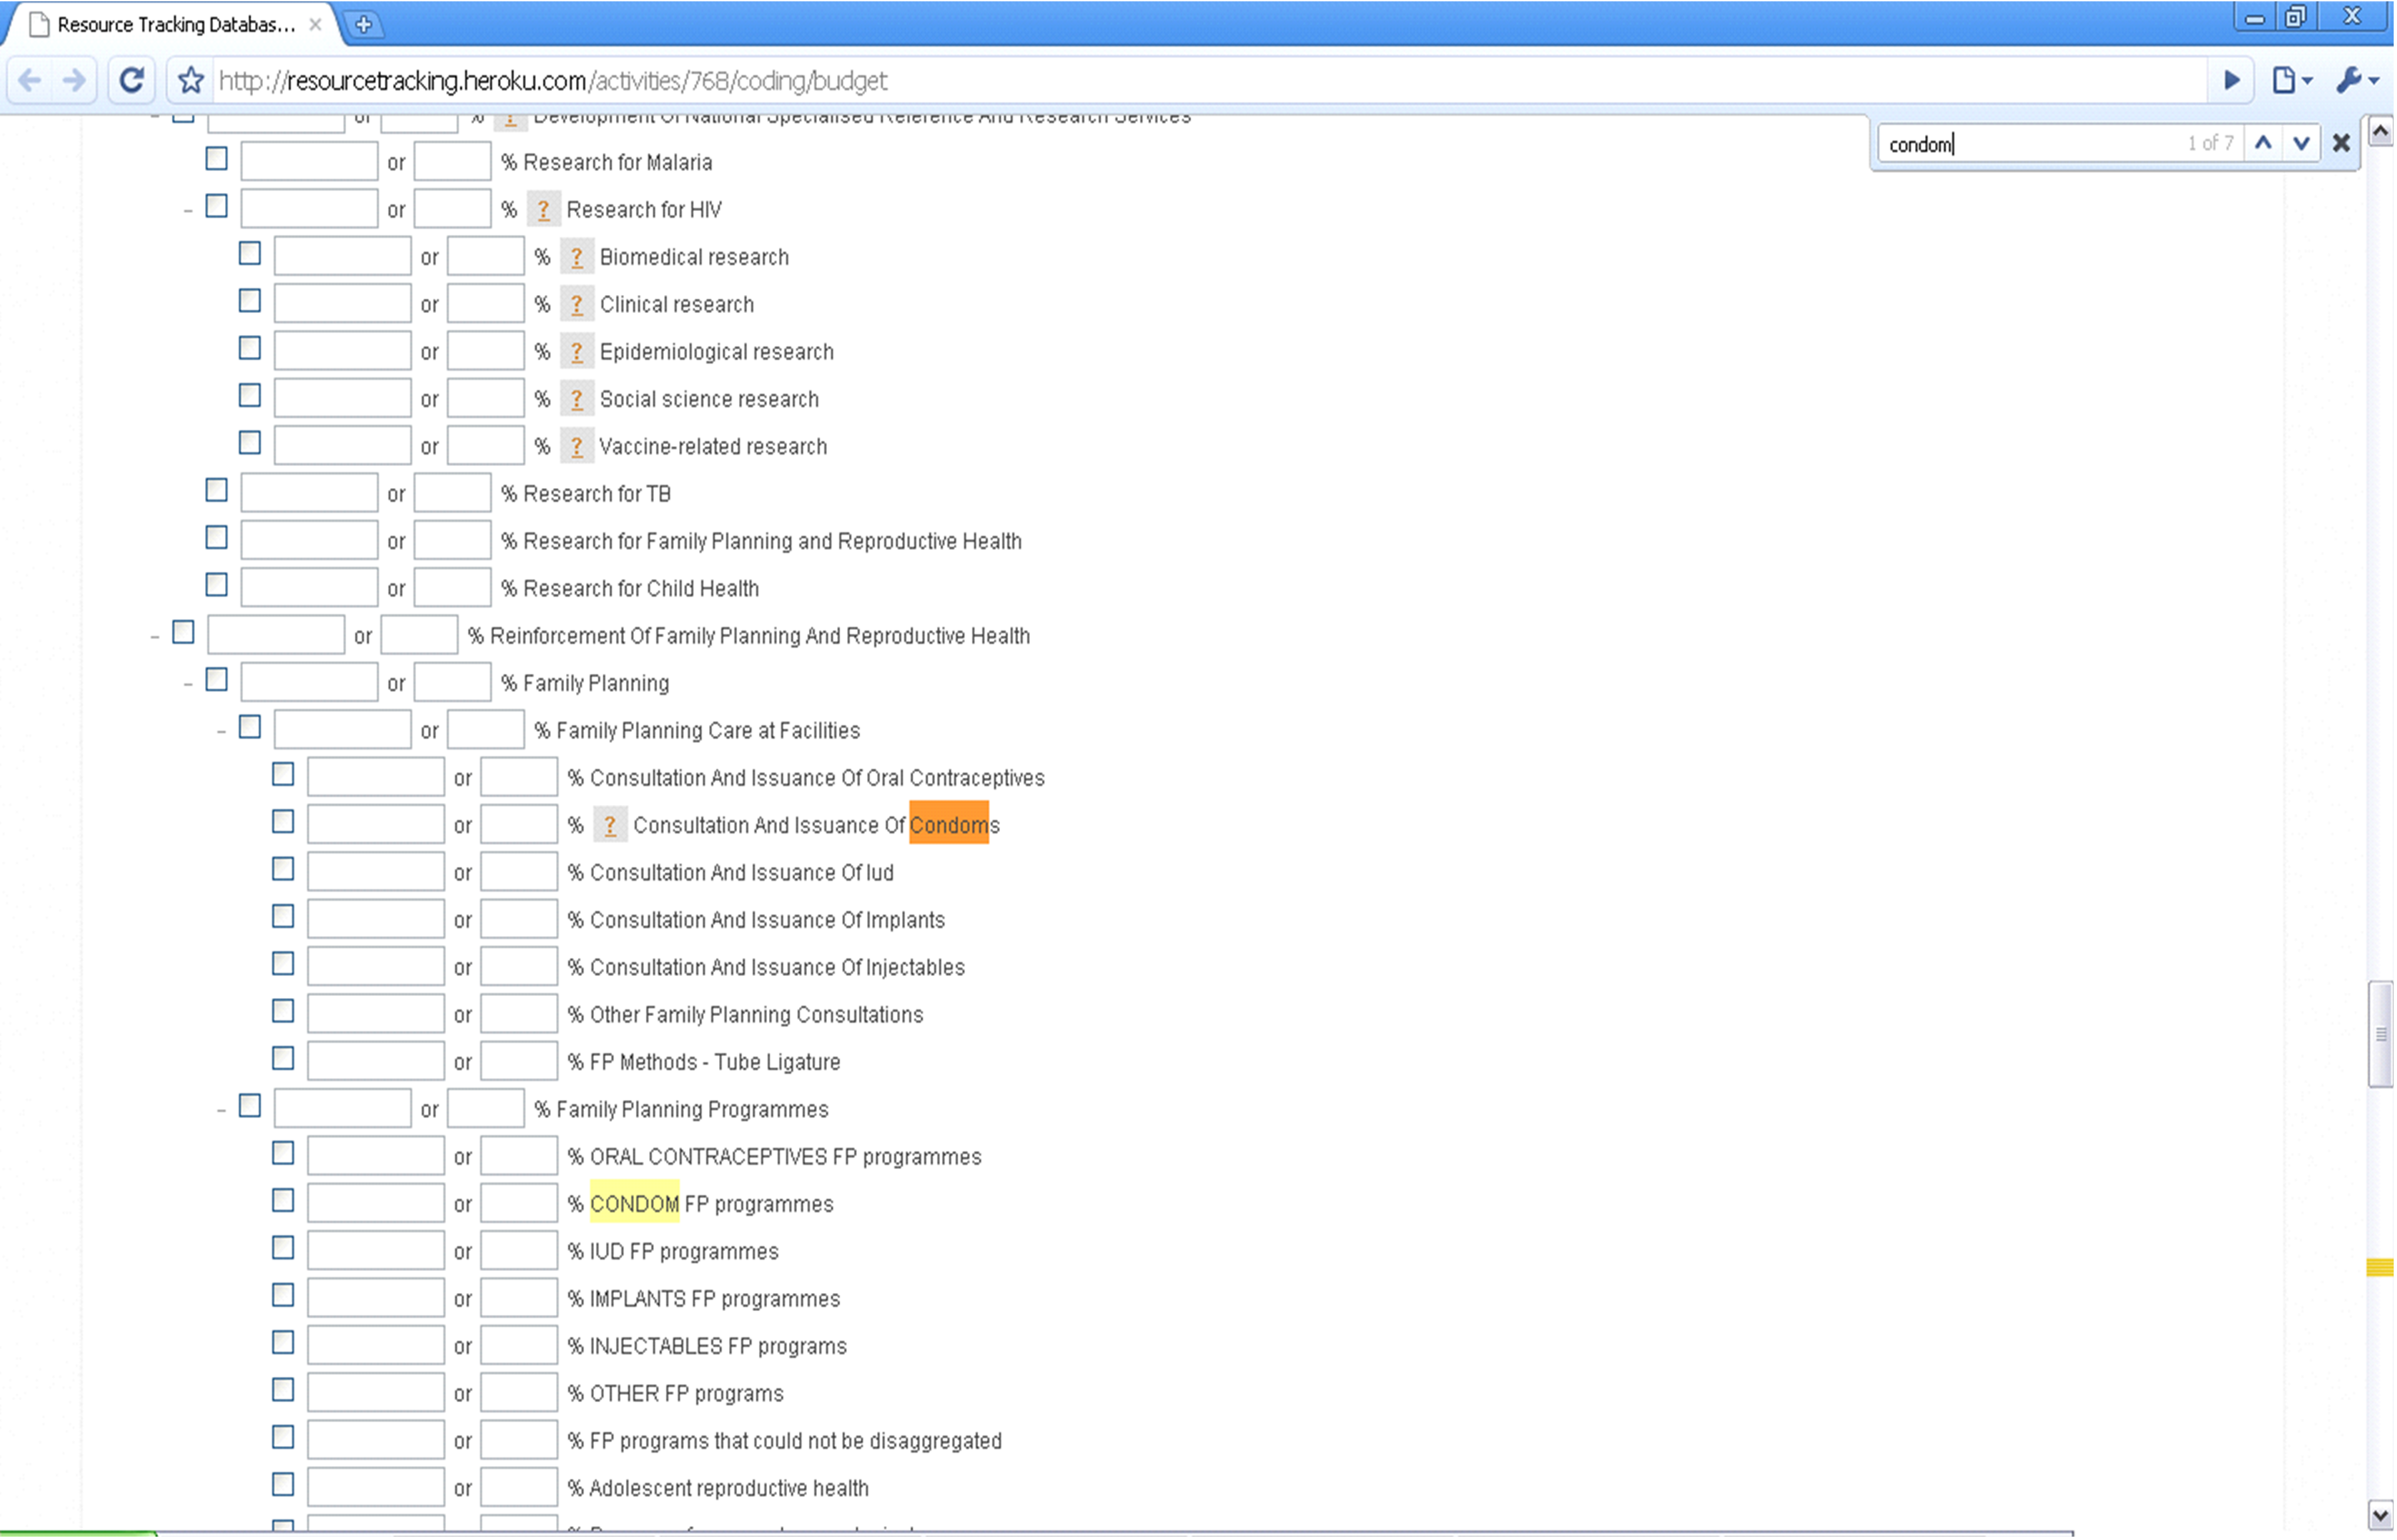 Resource Tracking Databas...
http://resourcetracking.heroku.com/activities/768/coding/budget
condom 1 of 7
or % ? Development Of National Specialised Reference And Research Services
or % Research for Malaria
– or % ? Research for HIV
or % ? Biomedical research
or % ? Clinical research
or % ? Epidemiological research
or % ? Social science research
or % ? Vaccine-related research
or % Research for TB
or % Research for Family Planning and Reproductive Health
or % Research for Child Health
– or % Reinforcement Of Family Planning And Reproductive Health
– or % Family Planning
– or % Family Planning Care at Facilities
or % Consultation And Issuance Of Oral Contraceptives
or % ? Consultation And Issuance Of Condoms
or % Consultation And Issuance Of Iud
or % Consultation And Issuance Of Implants
or % Consultation And Issuance Of Injectables
or % Other Family Planning Consultations
or % FP Methods - Tube Ligature
– or % Family Planning Programmes
or % ORAL CONTRACEPTIVES FP programmes
or % CONDOM FP programmes
or % IUD FP programmes
or % IMPLANTS FP programmes
or % INJECTABLES FP programs
or % OTHER FP programs
or % FP programs that could not be disaggregated
or % Adolescent reproductive health